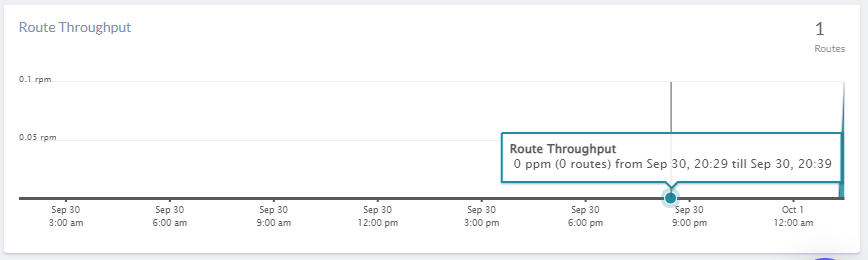 Route Throughput
1
Routes
0.1 rpm
0.05 rpm
Route Throughput
0 ppm (0 routes) from Sep 30, 20:29 till Sep 30, 20:39
Sep 30 Sep 30 Sep 30 Sep 30 Sep 30 Sep 30 Sep 30 Oct 1
3:00 am 6:00 am 9:00 am 12:00 pm 3:00 pm 6:00 pm 9:00 pm 12:00 am